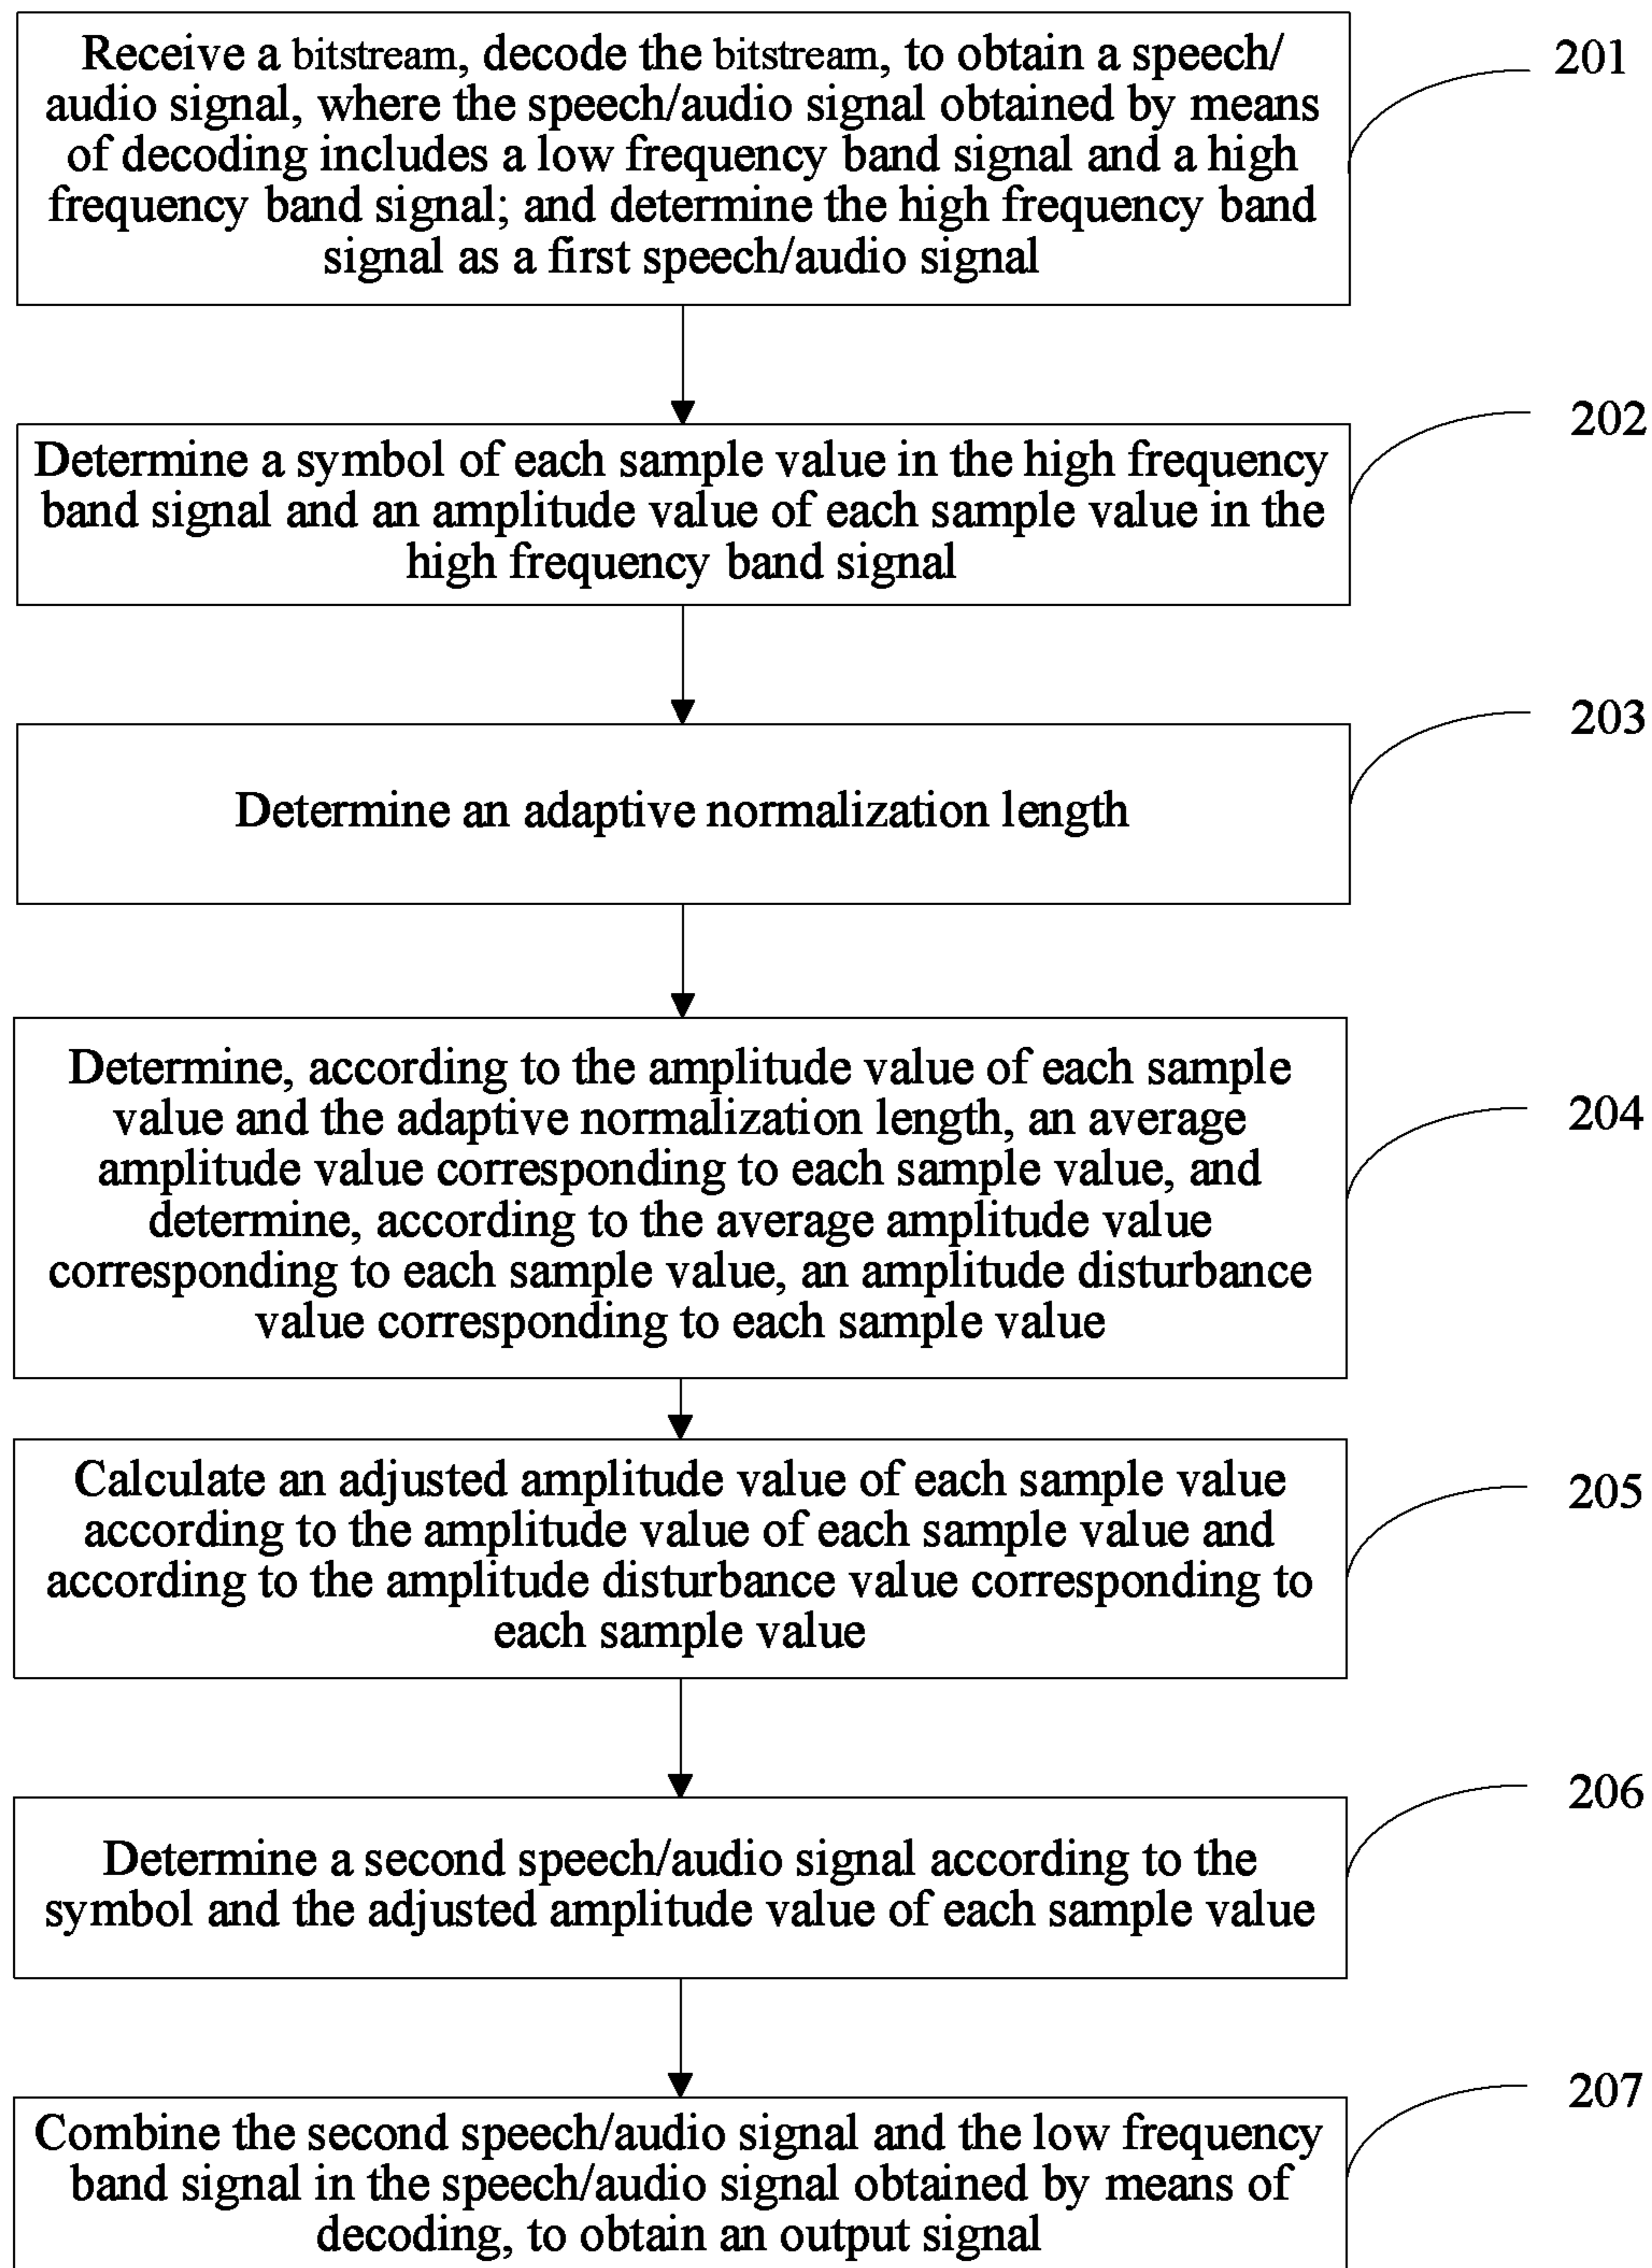 Receive a bitstream, decode the bitstream, to obtain a speech/
audio signal, where the speech/audio signal obtained by means
of decoding includes a low frequency band signal and a high
frequency band signal; and determine the high frequency band
signal as a first speech/audio signal
201
Determine a symbol of each sample value in the high frequency
band signal and an amplitude value of each sample value in the
high frequency band signal
202
Determine an adaptive normalization length
203
Determine, according to the amplitude value of each sample
value and the adaptive normalization length, an average
amplitude value corresponding to each sample value, and
determine, according to the average amplitude value
corresponding to each sample value, an amplitude disturbance
value corresponding to each sample value
204
Calculate an adjusted amplitude value of each sample value
according to the amplitude value of each sample value and
according to the amplitude disturbance value corresponding to
each sample value
205
Determine a second speech/audio signal according to the
symbol and the adjusted amplitude value of each sample value
206
Combine the second speech/audio signal and the low frequency
band signal in the speech/audio signal obtained by means of
decoding, to obtain an output signal
207